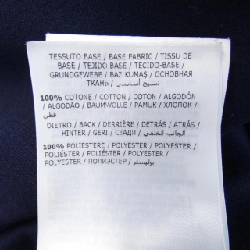 TESSUTO BASE / BASE FABRIC / TISSU DE
BASE / TEJIDO BASE / TECIDO-BASE /
GRUNDGEWEBE / BAZ KUMAŞ / ОСНОВНАЯ
ТКАНЬ / نسيج أساسي
100% COTONE / COTTON / COTON / ALGODÓN
/ ALGODÃO / BAUMWOLLE / PAMUK / ХЛОПОК /
قطن
DIETRO / BACK / DERRIÈRE / DETRÁS / ATRÁS /
HINTER / GERİ / СЗАДИ / الجانب الخلفي
100% POLIESTERE / POLYESTER / POLYESTER /
POLIÉSTER / POLIÉSTER / POLYESTER /
POLYESTER / ПОЛИЭСТЕР / بوليستر